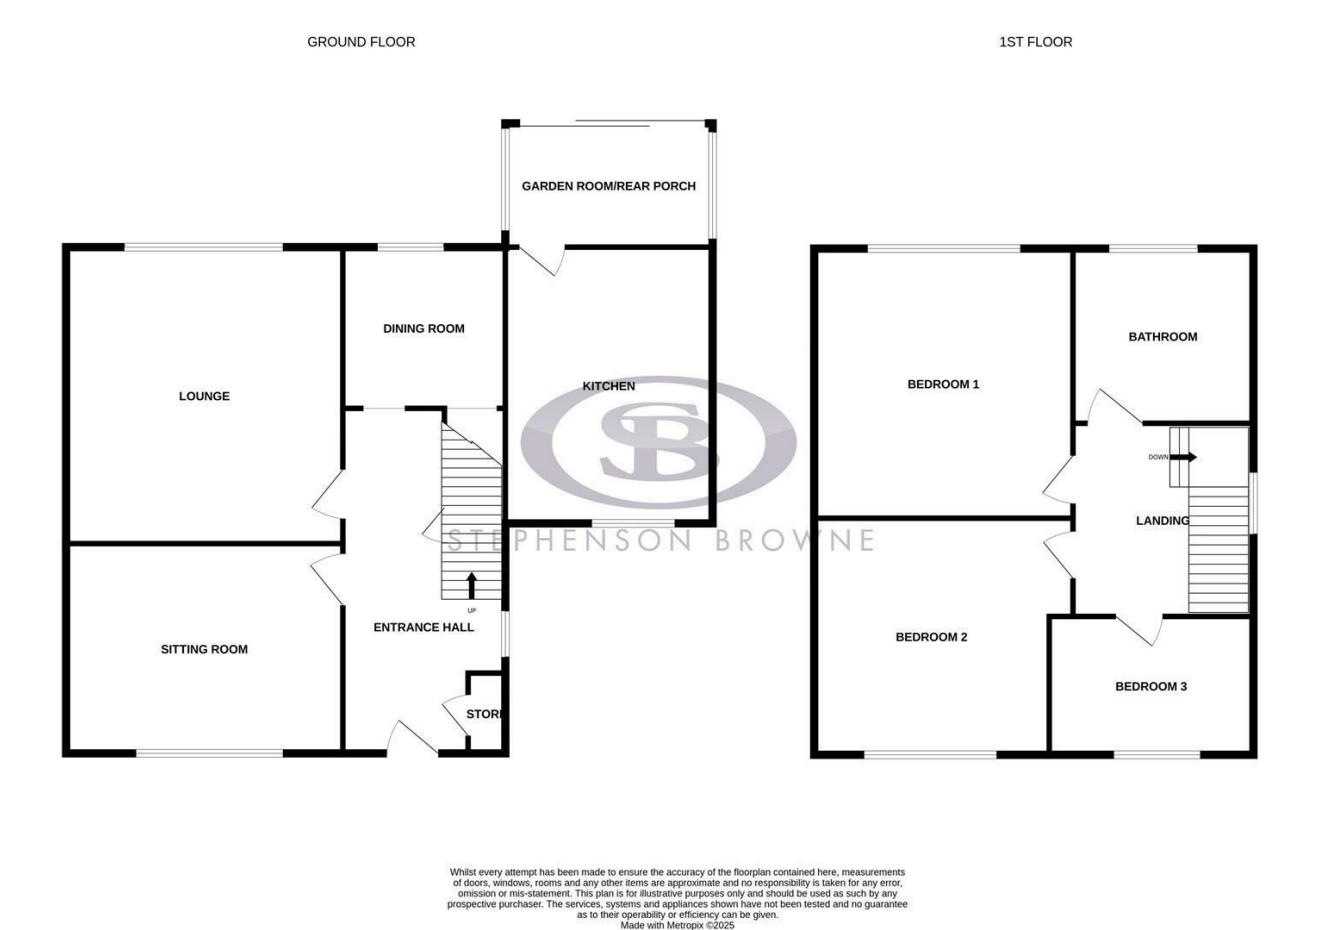 GROUND FLOOR
1ST FLOOR
GARDEN ROOM/REAR PORCH
DINING ROOM
KITCHEN
LOUNGE
BATHROOM
BEDROOM 1
DOWN
LANDING
SB
STEPHENSON BROWNE
UP
ENTRANCE HALL
SITTING ROOM
BEDROOM 2
BEDROOM 3
STORE
Whilst every attempt has been made to ensure the accuracy of the floorplan contained here, measurements
of doors, windows, rooms and any other items are approximate and no responsibility is taken for any error,
omission or mis-statement. This plan is for illustrative purposes only and should be used as such by any
prospective purchaser. The services, systems and appliances shown have not been tested and no guarantee
as to their operability or efficiency can be given.
Made with Metropix ©2025